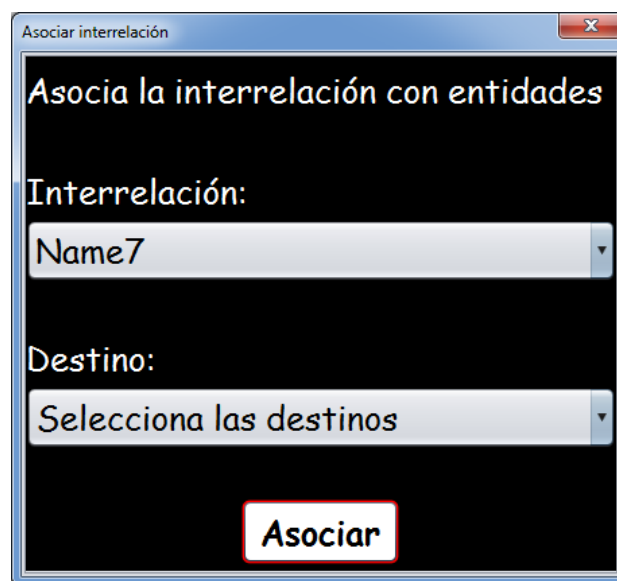 Asociar interrelación
Asocia la interrelación con entidades
Interrelación:
Name7
Destino:
Selecciona las destinos
Asociar